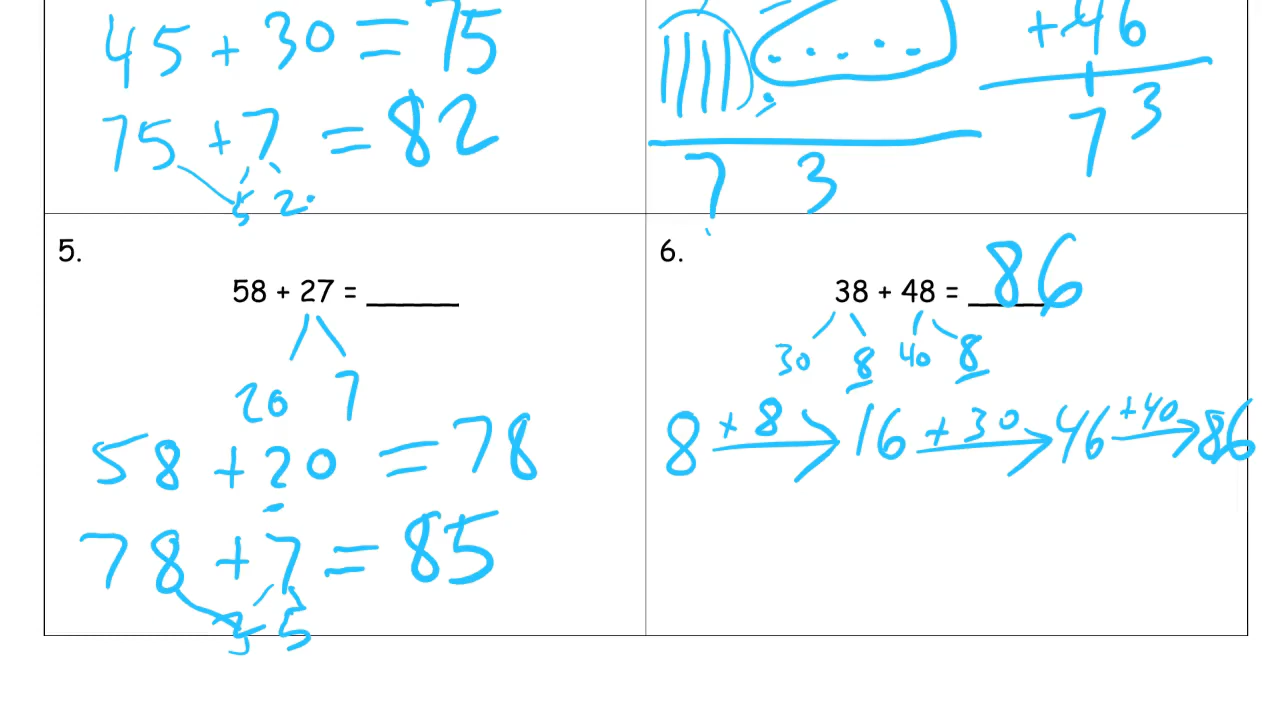 45 + 30 = 75
75 + 7 = 82
5 2
+46
73
7 3
5.
58 + 27 = ______
20 7
58 + 20 = 78
78 + 7 = 85
5
6.
38 + 48 = 86
30 8 40 8
8 +8 16 +30 46 +40 86